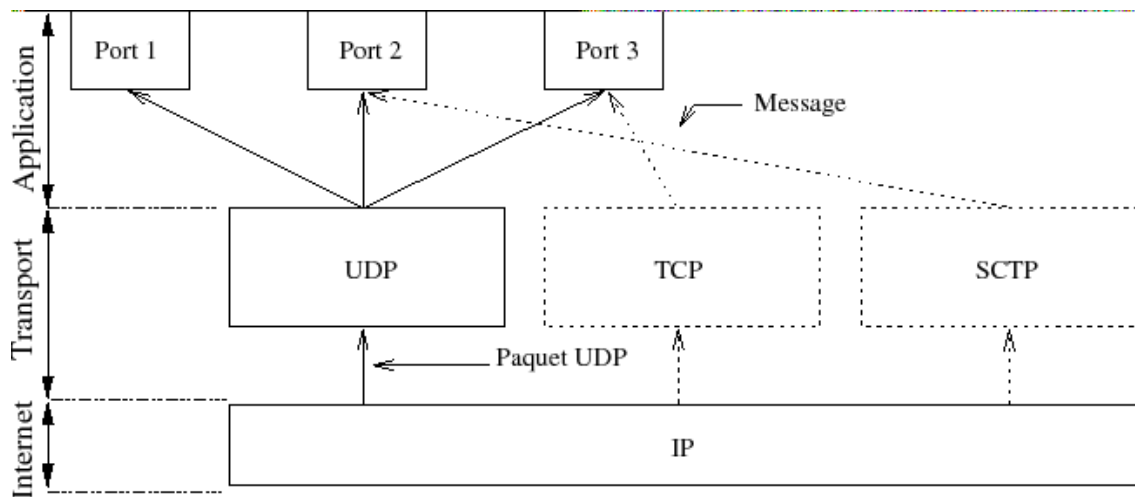 Port 1
Port 2
Port 3
Message
Application
UDP
TCP
SCTP
Transport
Paquet UDP
IP
Internet